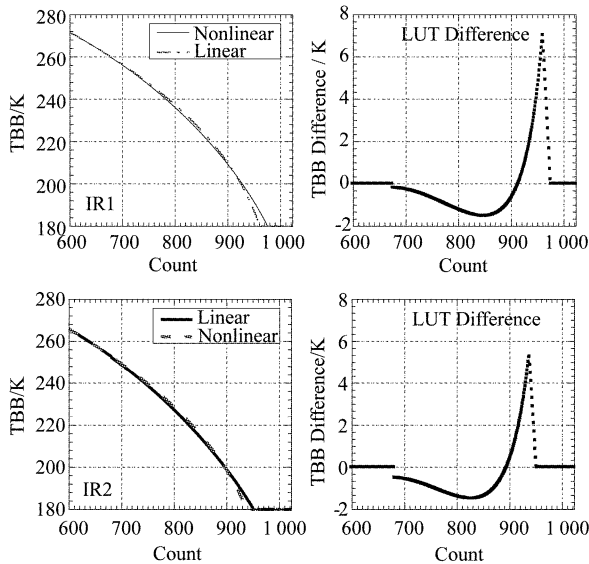 280
260
240
220
200
180
TBB/K
Nonlinear
Linear
IR1
600 700 800 900 1 000
Count
8
6
4
2
0
-2
TBB Difference / K
LUT Difference
600 700 800 900 1 000
Count
280
260
240
220
200
180
TBB/K
Linear
Nonlinear
IR2
600 700 800 900 1 000
Count
8
6
4
2
0
-2
TBB Difference/K
LUT Difference
600 700 800 900 1 000
Count